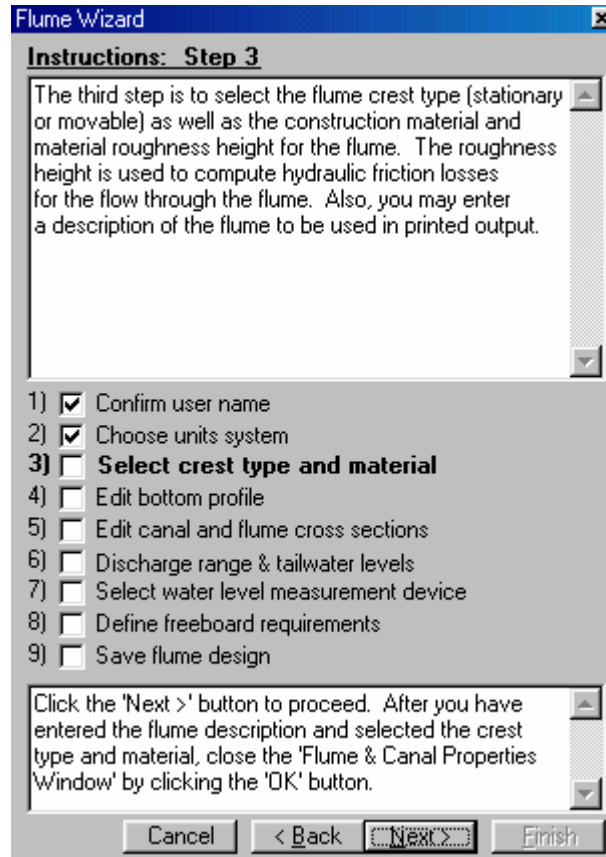 Flume Wizard
Instructions: Step 3
The third step is to select the flume crest type (stationary
or movable) as well as the construction material and
material roughness height for the flume. The roughness
height is used to compute hydraulic friction losses
for the flow through the flume. Also, you may enter
a description of the flume to be used in printed output.
1) Confirm user name
2) Choose units system
3) Select crest type and material
4) Edit bottom profile
5) Edit canal and flume cross sections
6) Discharge range & tailwater levels
7) Select water level measurement device
8) Define freeboard requirements
9) Save flume design
Click the 'Next >' button to proceed. After you have
entered the flume description and selected the crest
type and material, close the 'Flume & Canal Properties
Window' by clicking the 'OK' button.
Cancel < Back Next > Finish